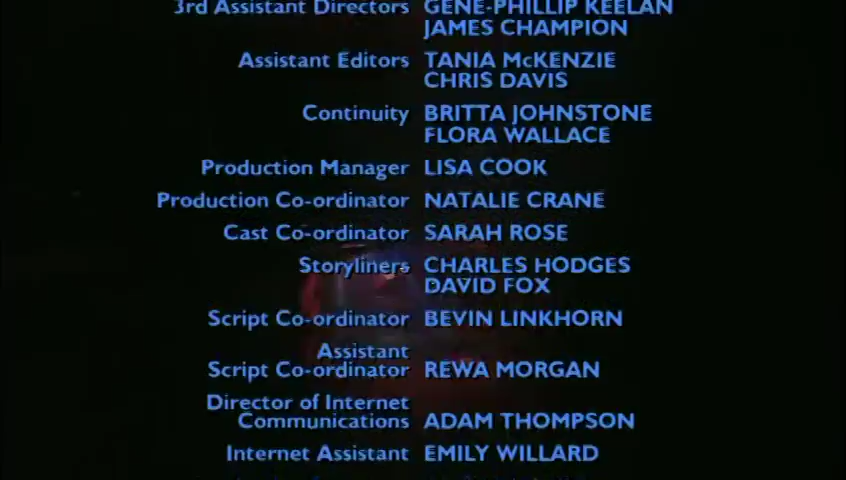 3rd Assistant Directors GENE-PHILLIP KEELAN
JAMES CHAMPION
Assistant Editors TANIA McKENZIE
CHRIS DAVIS
Continuity BRITTA JOHNSTONE
FLORA WALLACE
Production Manager LISA COOK
Production Co-ordinator NATALIE CRANE
Cast Co-ordinator SARAH ROSE
Storyliners CHARLES HODGES
DAVID FOX
Script Co-ordinator BEVIN LINKHORN
Assistant
Script Co-ordinator REWA MORGAN
Director of Internet
Communications ADAM THOMPSON
Internet Assistant EMILY WILLARD